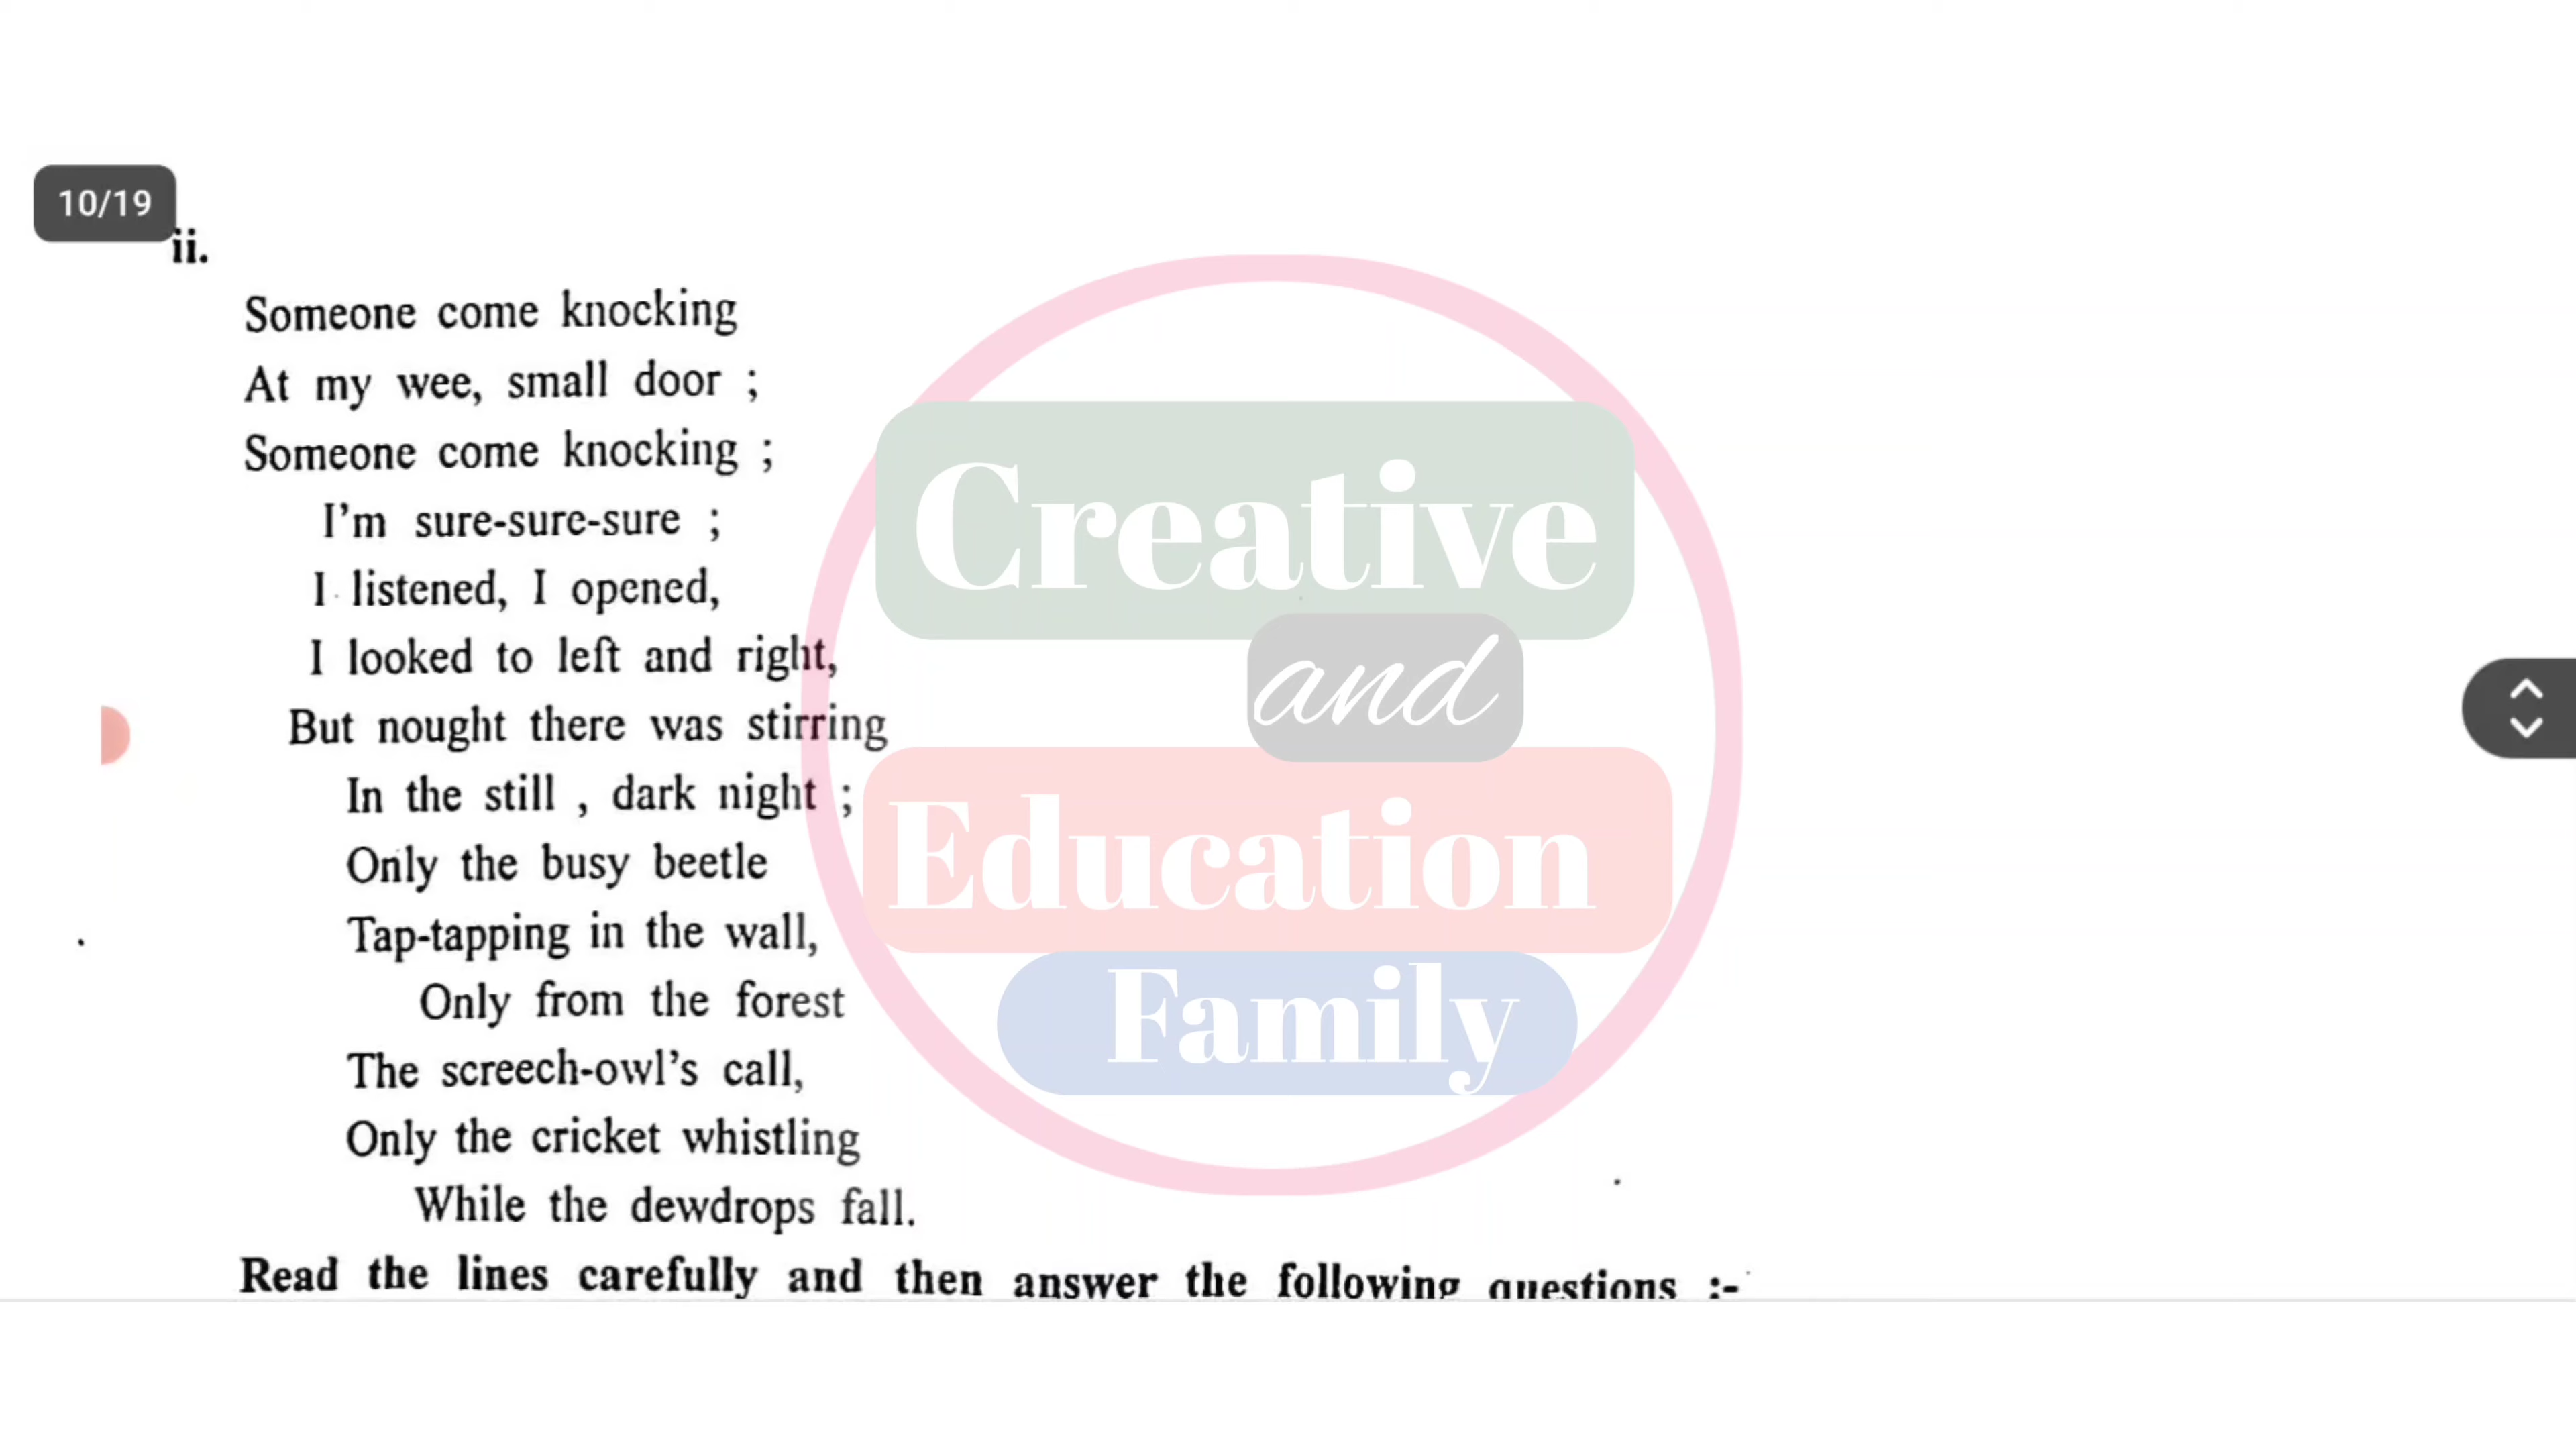 10/19
ii.
Someone come knocking
At my wee, small door ;
Someone come knocking ;
I'm sure-sure-sure ;
I listened, I opened,
I looked to left and right,
But nought there was stirring
In the still , dark night ;
Only the busy beetle
Tap-tapping in the wall,
Only from the forest
The screech-owl's call,
Only the cricket whistling
While the dewdrops fall.
Read the lines carefully and then answer the following questions :-
Creative
and
Education
Family